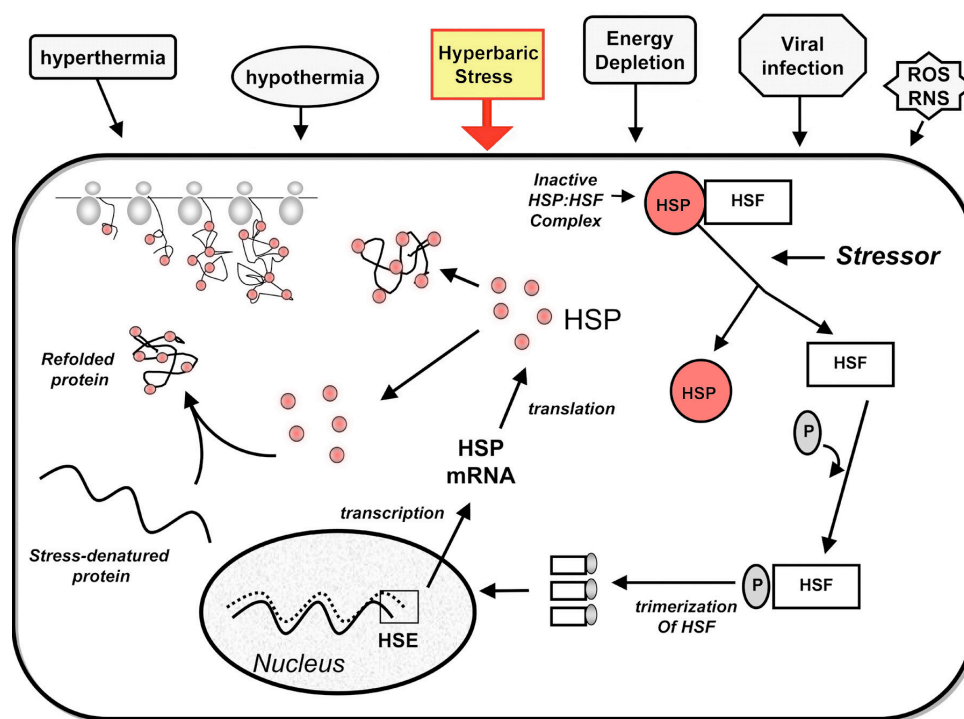 hyperthermia
hypothermia
Hyperbaric
Stress
Energy
Depletion
Viral
infection
ROS
RNS
Inactive
HSP:HSF
Complex
HSP
HSF
Stressor
HSP
HSF
HSP
Refolded
protein
translation
P
HSP
mRNA
transcription
Stress-denatured
protein
P
HSF
trimerization
Of HSF
HSE
Nucleus